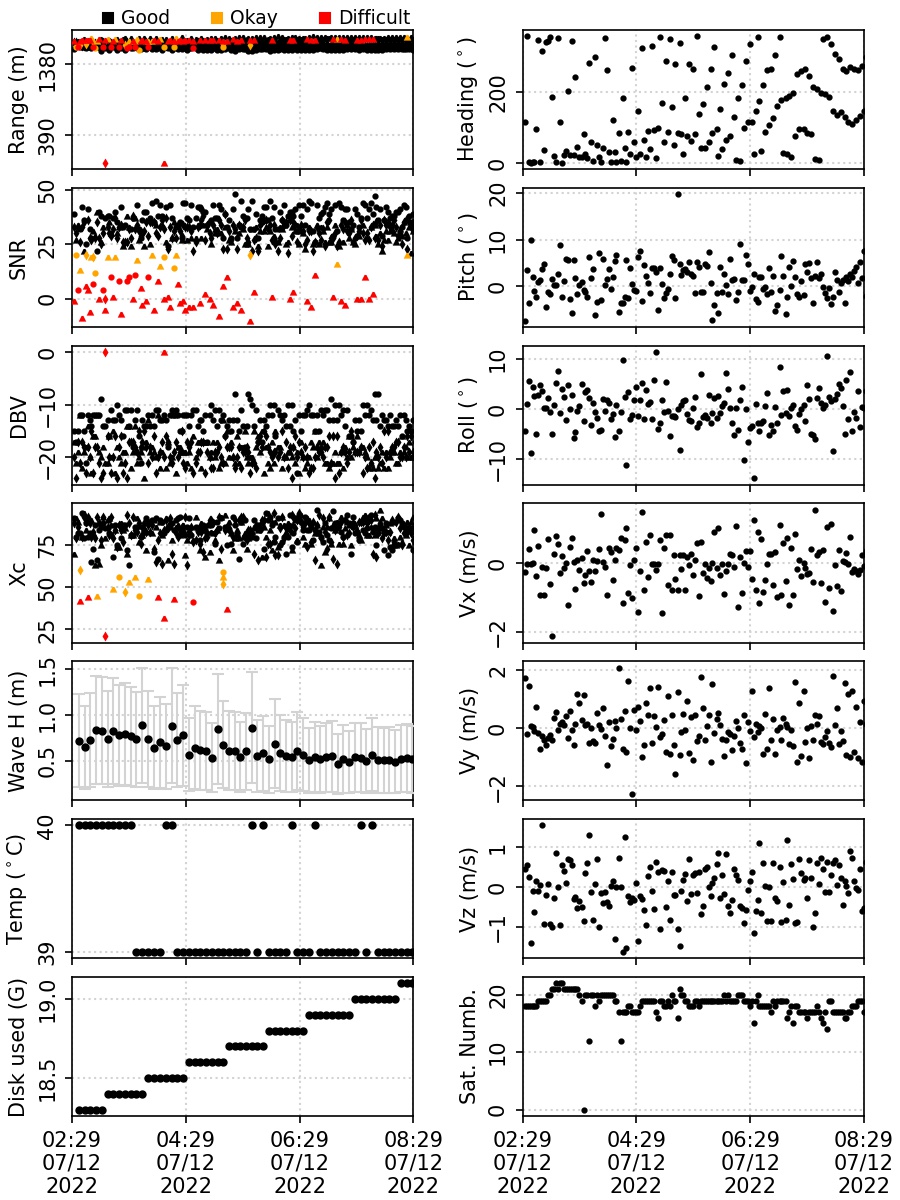 Good Okay Difficult
Range (m)
1380
390
Heading (°)
200
0
SNR
50
25
0
Pitch (°)
20
10
0
DBV
0
−10
−20
Roll (°)
10
0
−10
Xc
75
50
25
Vx (m/s)
0
−2
Wave H (m)
1.5
1.0
0.5
Vy (m/s)
2
0
−2
Temp (°C)
40
39
Vz (m/s)
1
0
−1
Disk used (G)
19.0
18.5
Sat. Numb.
20
10
0
02:29 04:29 06:29 08:29
07/12 07/12 07/12 07/12
2022 2022 2022 2022
02:29 04:29 06:29 08:29
07/12 07/12 07/12 07/12
2022 2022 2022 2022